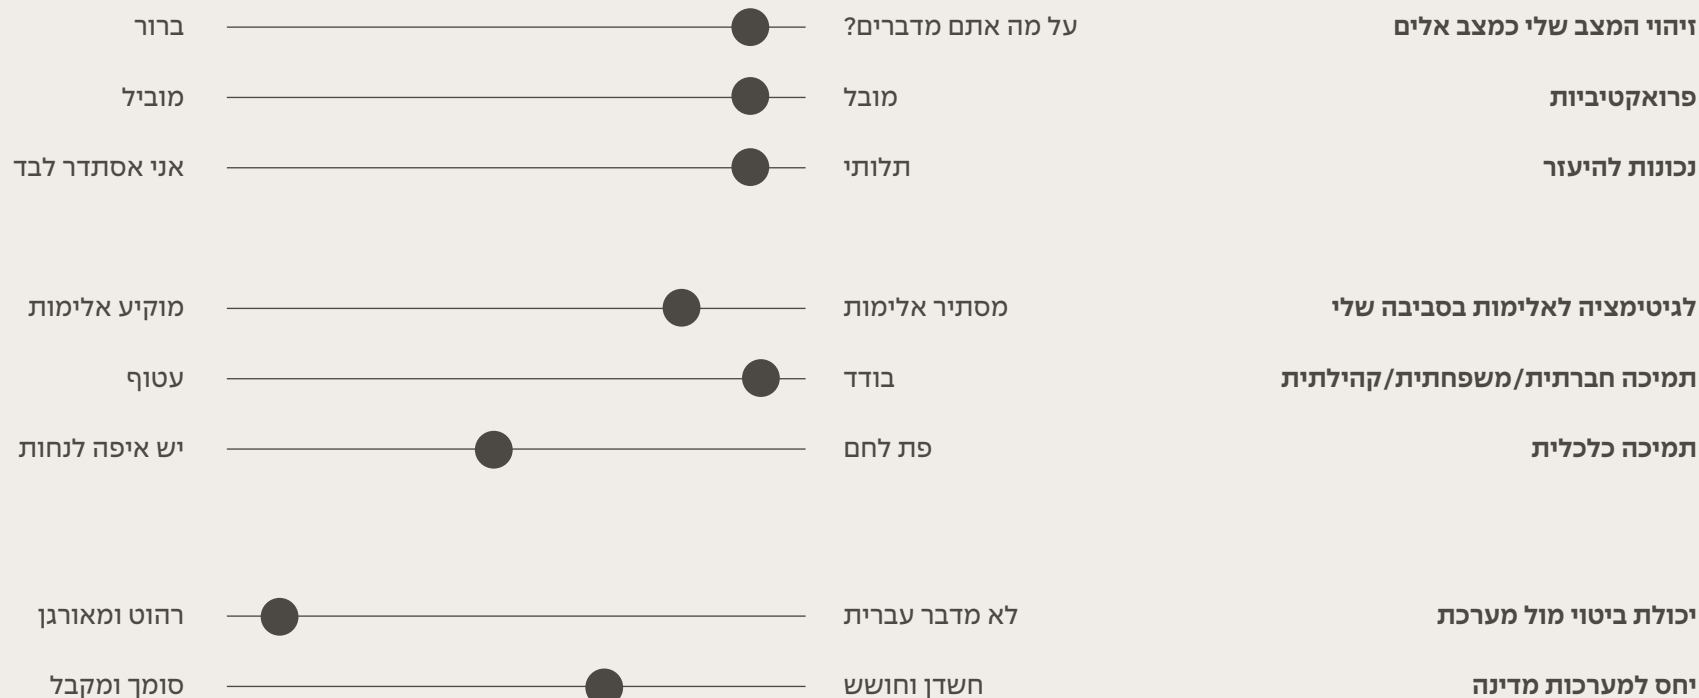 זיהוי המצב שלי כמצב אלים על מה אתם מדברים? ברור
פרואקטיביות מובל מוביל
נכונות להיעזר תלותי אני אסתדר לבד
לגיטימציה לאלימות בסביבה שלי מסתיר אלימות מוקיע אלימות
תמיכה חברתית/משפחתית/קהילתית בודד עטוף
תמיכה כלכלית פת לחם יש איפה לנחות
יכולת ביטוי מול מערכת לא מדבר עברית רהוט ומאורגן
יחס למערכות מדינה חשדן וחושש סומך ומקבל